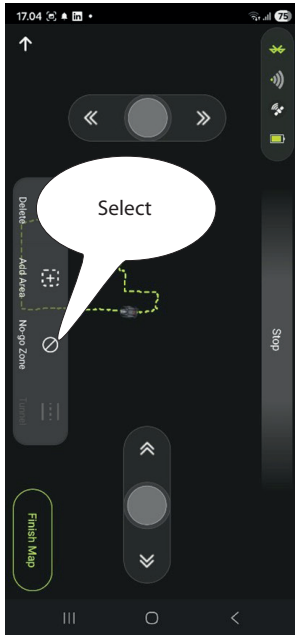 17.04
75
Select
Delete
Add Area
No-go Zone
Tunnel
Stop
Finish Map